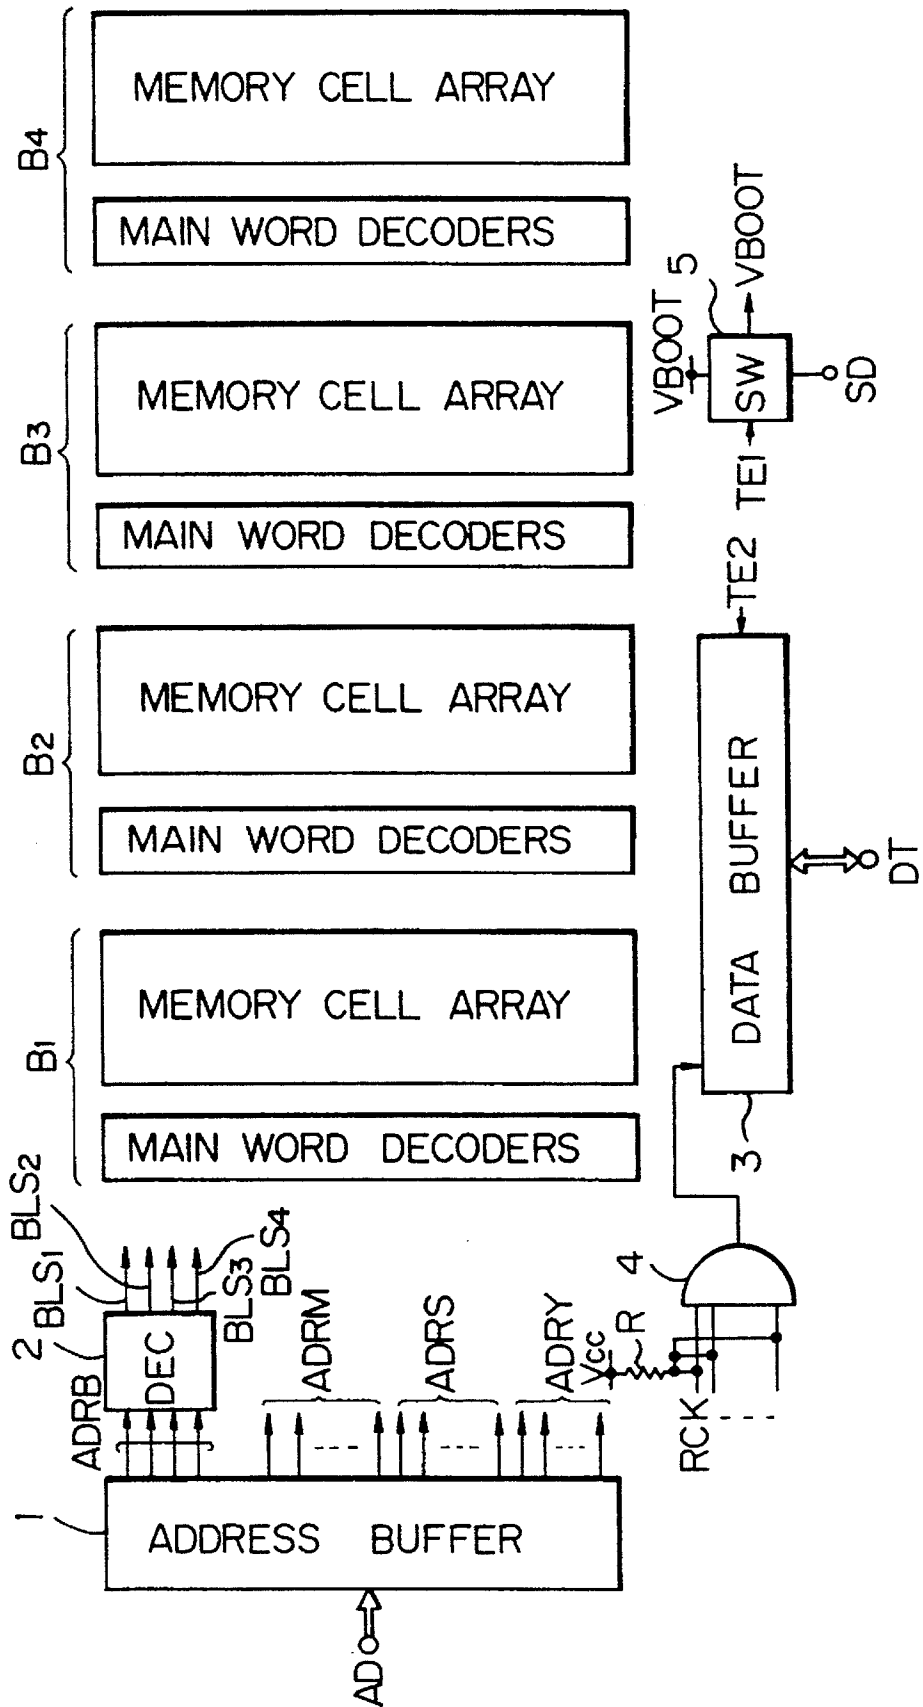 AD
1
ADDRESS BUFFER
ADRB
2
DEC
BLS1
BLS2
BLS3
BLS4
ADRM
ADRS
ADRY
B1
MAIN WORD DECODERS
MEMORY CELL ARRAY
B2
MAIN WORD DECODERS
MEMORY CELL ARRAY
B3
MAIN WORD DECODERS
MEMORY CELL ARRAY
B4
MAIN WORD DECODERS
MEMORY CELL ARRAY
Vcc
R
RCK
4
3
DATA BUFFER
DT
TE2
TE1
SW
5
VBOOT
VBOOT
SD